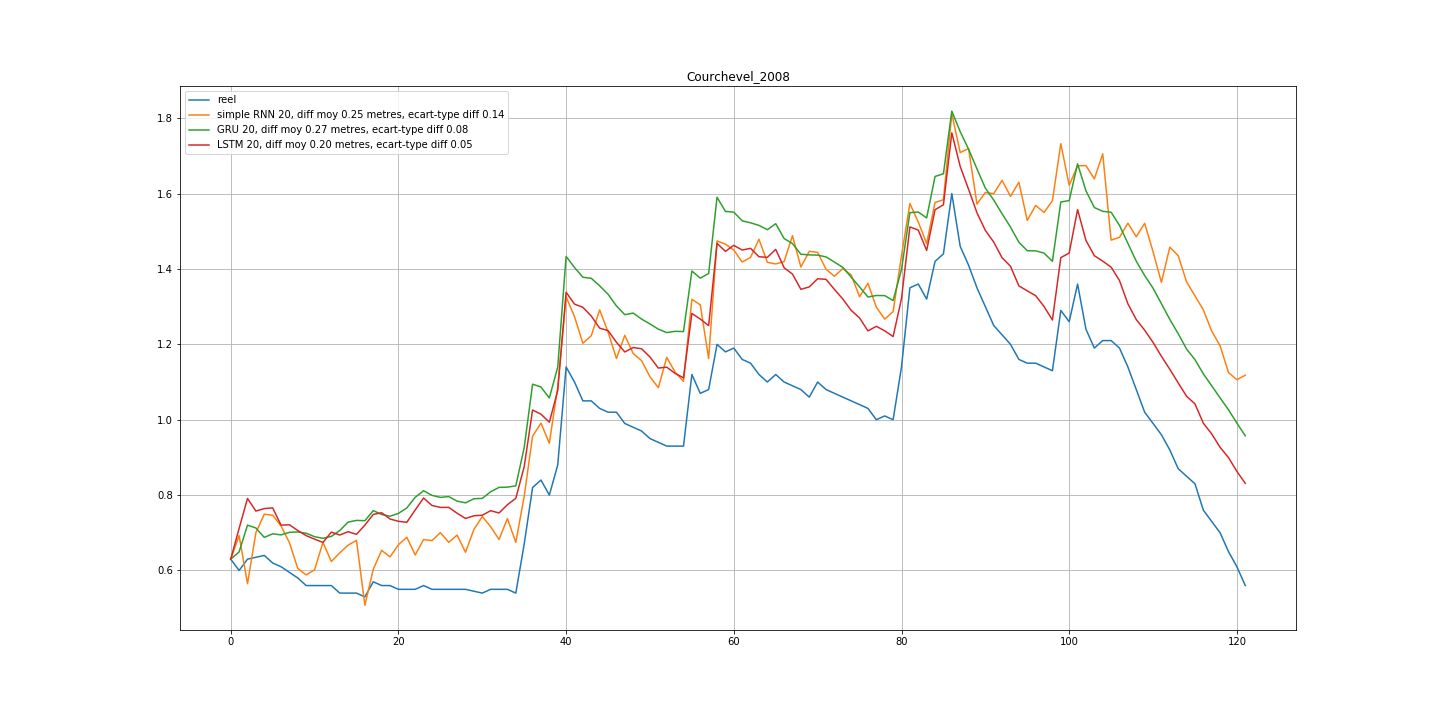 Courchevel_2008
reel
simple RNN 20, diff moy 0.25 metres, ecart-type diff 0.14
GRU 20, diff moy 0.27 metres, ecart-type diff 0.08
LSTM 20, diff moy 0.20 metres, ecart-type diff 0.05
1.8
1.6
1.4
1.2
1.0
0.8
0.6
0 20 40 60 80 100 120